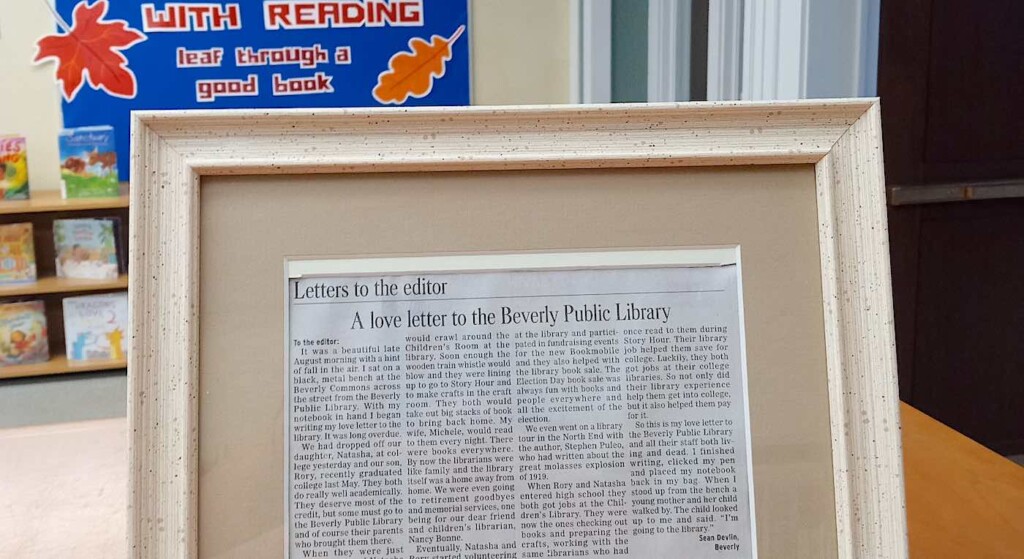 WITH READING
leaf through a
good book
Letters to the editor
A love letter to the Beverly Public Library
To the editor:
It was a beautiful late
August morning with a hint
of fall in the air. I sat on a
black, metal bench at the
Beverly Commons across
the street from the Beverly
Public Library. With my
notebook in hand I began
writing my love letter to the
library. It was long overdue.
We had dropped off our
daughter, Natasha, at col-
lege yesterday and our son,
Rory, recently graduated
college last May. They both
do really well academically.
They deserve most of the
credit, but some must go to
the Beverly Public Library
and of course their parents
who brought them there.
When they were just
would crawl around the
Children's Room at the
library. Soon enough the
wooden train whistle would
blow and they were lining
up to go to Story Hour and
to make crafts in the craft
room. They both would
take out big stacks of book
to bring back home. My
wife, Michele, would read
to them every night. There
were books everywhere.
By now the librarians were
like family and the library
itself was a home away from
home. We were even going
to retirement goodbyes
and memorial services, one
being for our dear friend
and children's librarian,
Nancy Bonne.
Eventually, Natasha and
Rory started volunteering
at the library and partici-
pated in fundraising events
for the new Bookmobile
and they also helped with
the library book sale. The
Election Day book sale was
always fun with books and
people everywhere and
all the excitement of the
election.
We even went on a library
tour in the North End with
the author, Stephen Puleo,
who had written about the
great molasses explosion
of 1919.
When Rory and Natasha
entered high school they
both got jobs at the Chil-
dren's Library. They were
now the ones checking out
books and preparing the
crafts, working with the
same librarians who had
once read to them during
Story Hour. Their library
job helped them save for
college. Luckily, they both
got jobs at their college
libraries. So not only did
their library experience
help them get into college,
but it also helped them pay
for it.
So this is my love letter to
the Beverly Public Library
and all their staff both liv-
ing and dead. I finished
writing, clicked my pen
and placed my notebook
back in my bag. When I
stood up from the bench a
young mother and her child
walked by. The child looked
up to me and said. "I'm
going to the library."
Sean Devlin,
Beverly